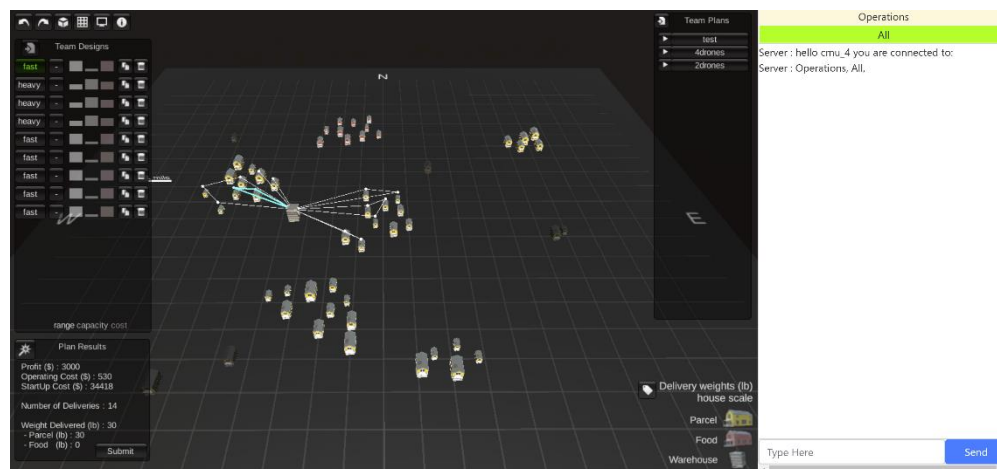 Team Designs
fast
heavy
heavy
heavy
fast
fast
fast
fast
fast
range capacity cost
Plan Results
Profit ($) : 3000
Operating Cost ($) : 530
StartUp Cost ($) : 34418
Number of Deliveries : 14
Weight Delivered (lb) : 30
- Parcel (lb) : 30
- Food (lb) : 0
Submit
N
W
E
Team Plans
test
4drones
2drones
Delivery weights (lb)
house scale
Parcel
Food
Warehouse
Operations
All
Server : hello cmu_4 you are connected to:
Server : Operations, All,
Type Here
Send